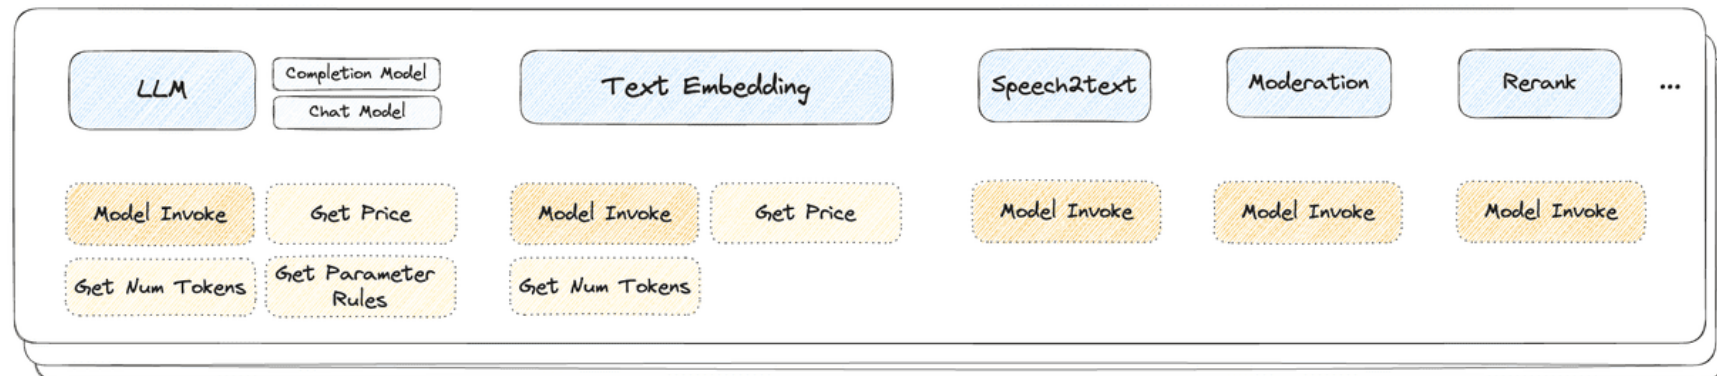 LLM
Completion Model
Chat Model
Text Embedding
Speech2text
Moderation
Rerank
...
Model Invoke
Get Price
Model Invoke
Get Price
Model Invoke
Model Invoke
Model Invoke
Get Num Tokens
Get Parameter
Rules
Get Num Tokens